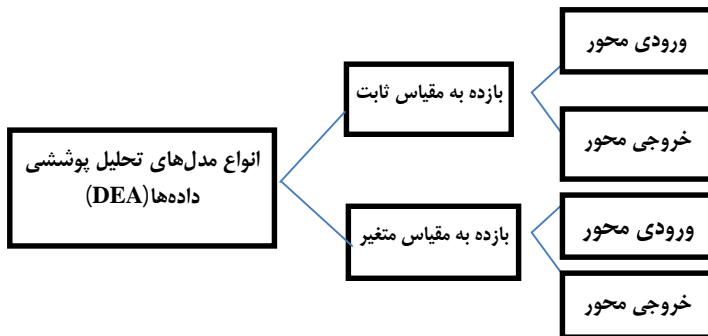 انواع مدل‌های تحلیل پوششی
داده‌ها(DEA)
بازده به مقیاس ثابت
ورودی محور
خروجی محور
بازده به مقیاس متغیر
ورودی محور
خروجی محور